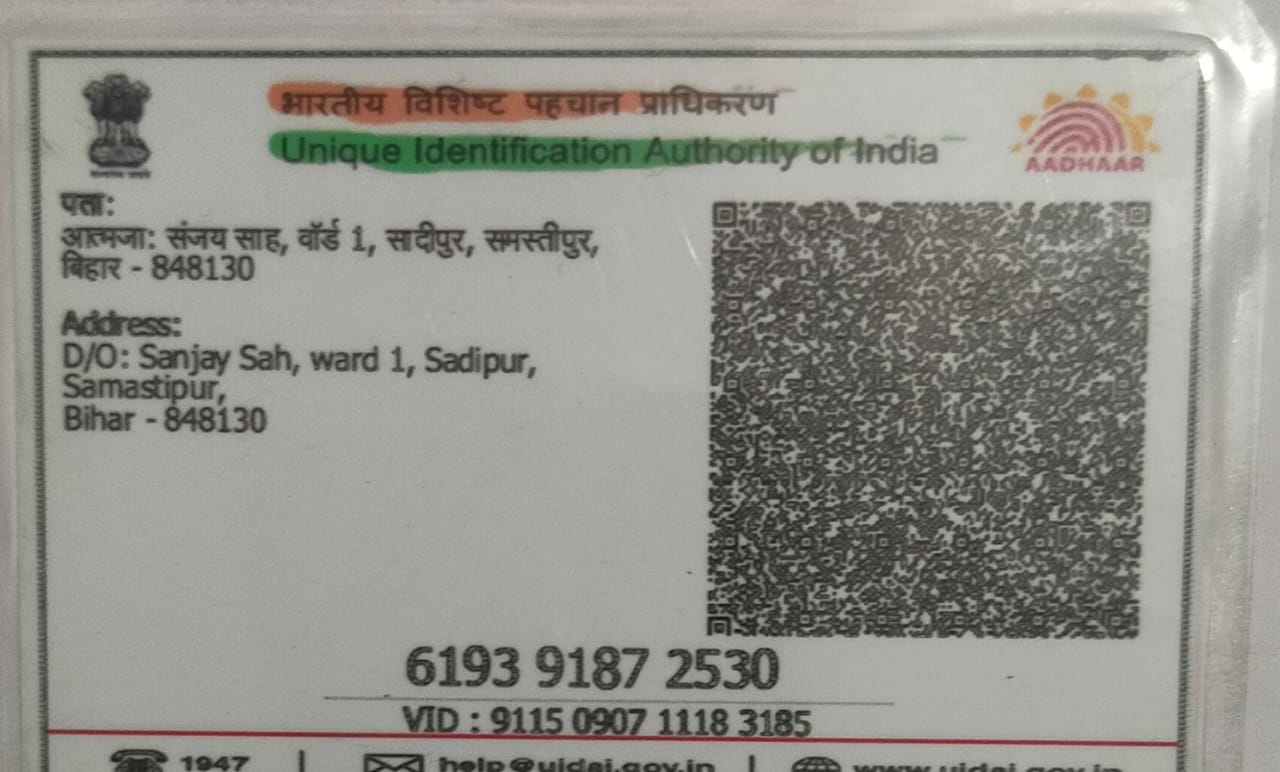 भारतीय विशिष्ट पहचान प्राधिकरण
Unique Identification Authority of India
AADHAAR
पता:
आत्मजा: संजय साह, वॉर्ड 1, सादीपुर, समस्तीपुर,
बिहार - 848130
Address:
D/O: Sanjay Sah, ward 1, Sadipur,
Samastipur,
Bihar - 848130
6193 9187 2530
VID : 9115 0907 1118 3185
1947 | help@uidai.gov.in | www.uidai.gov.in